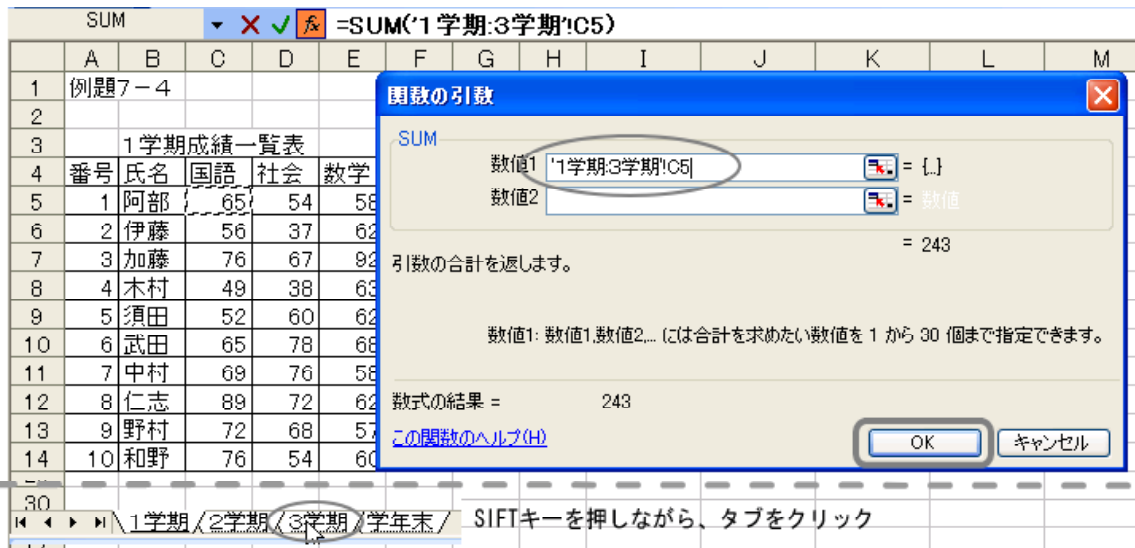 SUM =SUM('1学期:3学期'!C5)
A B C D E F G H I J K L M
1 例題7－4
2
3 1学期成績一覧表
4 番号 氏名 国語 社会 数学
5 1 阿部 65 54 58
6 2 伊藤 56 37 62
7 3 加藤 76 67 92
8 4 木村 49 38 63
9 5 須田 52 60 62
10 6 武田 65 78 68
11 7 中村 69 76 58
12 8 仁志 89 72 62
13 9 野村 72 68 57
14 10 和野 76 54 60
30
関数の引数
SUM
数値1 '1学期:3学期'!C5 = {...}
数値2 = 数値
= 243
引数の合計を返します。
数値1: 数値1,数値2,... には合計を求めたい数値を 1 から 30 個まで指定できます。
数式の結果 = 243
この関数のヘルプ(H)
OK キャンセル
1学期 2学期 3学期 学年末
SIFTキーを押しながら、タブをクリック